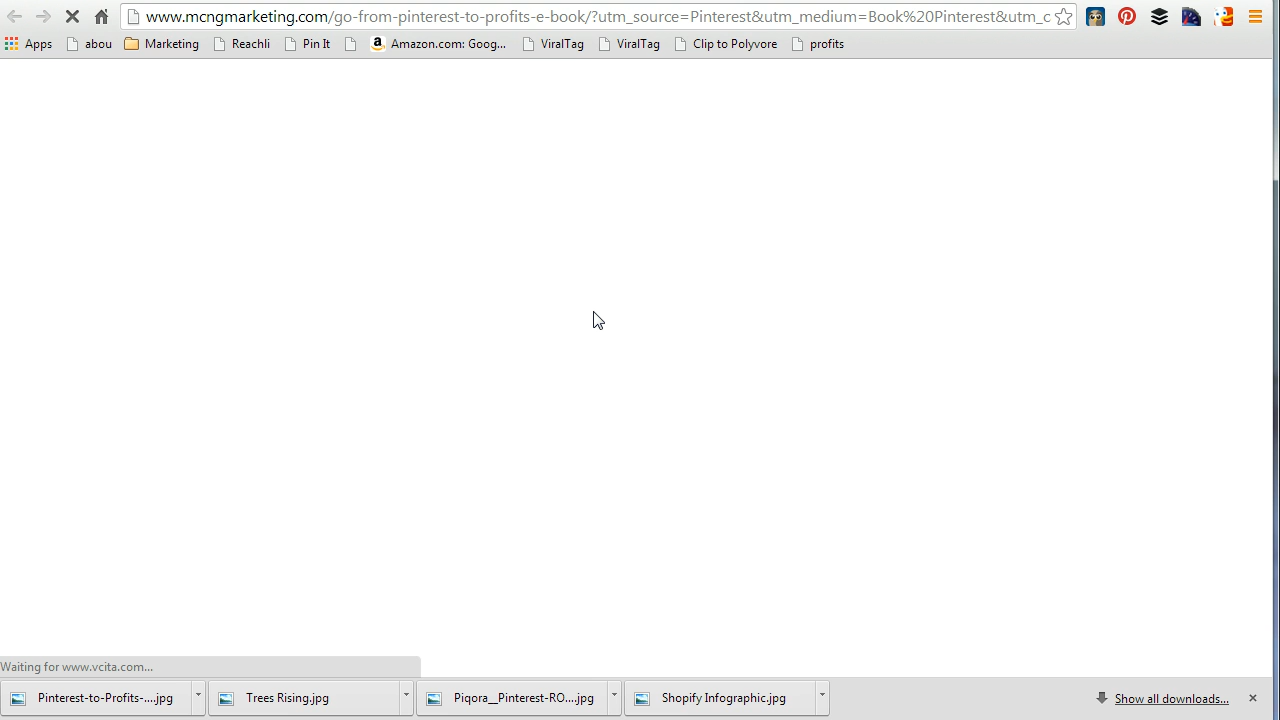 www.mcngmarketing.com/go-from-pinterest-to-profits-e-book/?utm_source=Pinterest&utm_medium=Book%20Pinterest&utm_c
Apps abou Marketing Reachli Pin It Amazon.com: Goog... ViralTag ViralTag Clip to Polyvore profits
Waiting for www.vcita.com...
Pinterest-to-Profits-....jpg Trees Rising.jpg Piqora__Pinterest-RO....jpg Shopify Infographic.jpg Show all downloads...